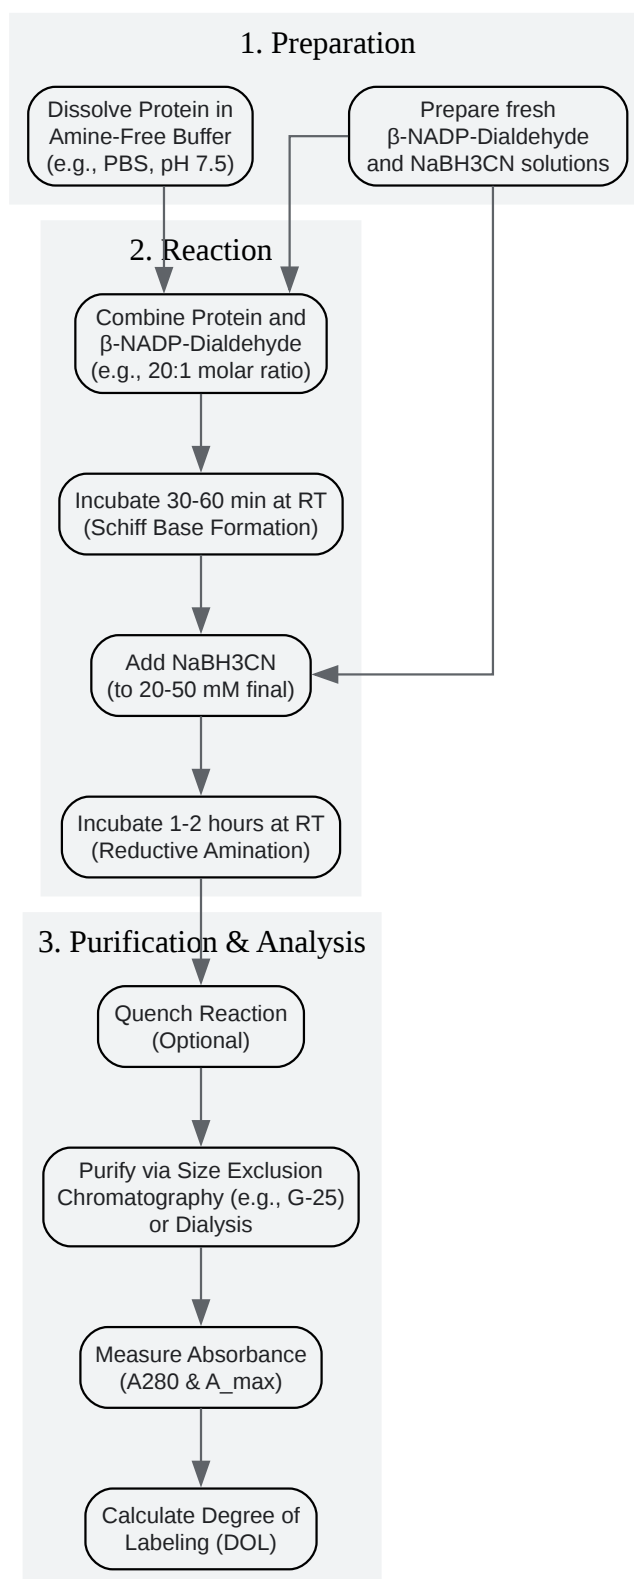 1. Preparation
Dissolve Protein in
Amine-Free Buffer
(e.g., PBS, pH 7.5)
Prepare fresh
β-NADP-Dialdehyde
and NaBH3CN solutions
2. Reaction
Combine Protein and
β-NADP-Dialdehyde
(e.g., 20:1 molar ratio)
Incubate 30-60 min at RT
(Schiff Base Formation)
Add NaBH3CN
(to 20-50 mM final)
Incubate 1-2 hours at RT
(Reductive Amination)
3. Purification & Analysis
Quench Reaction
(Optional)
Purify via Size Exclusion
Chromatography (e.g., G-25)
or Dialysis
Measure Absorbance
(A280 & A_max)
Calculate Degree of
Labeling (DOL)